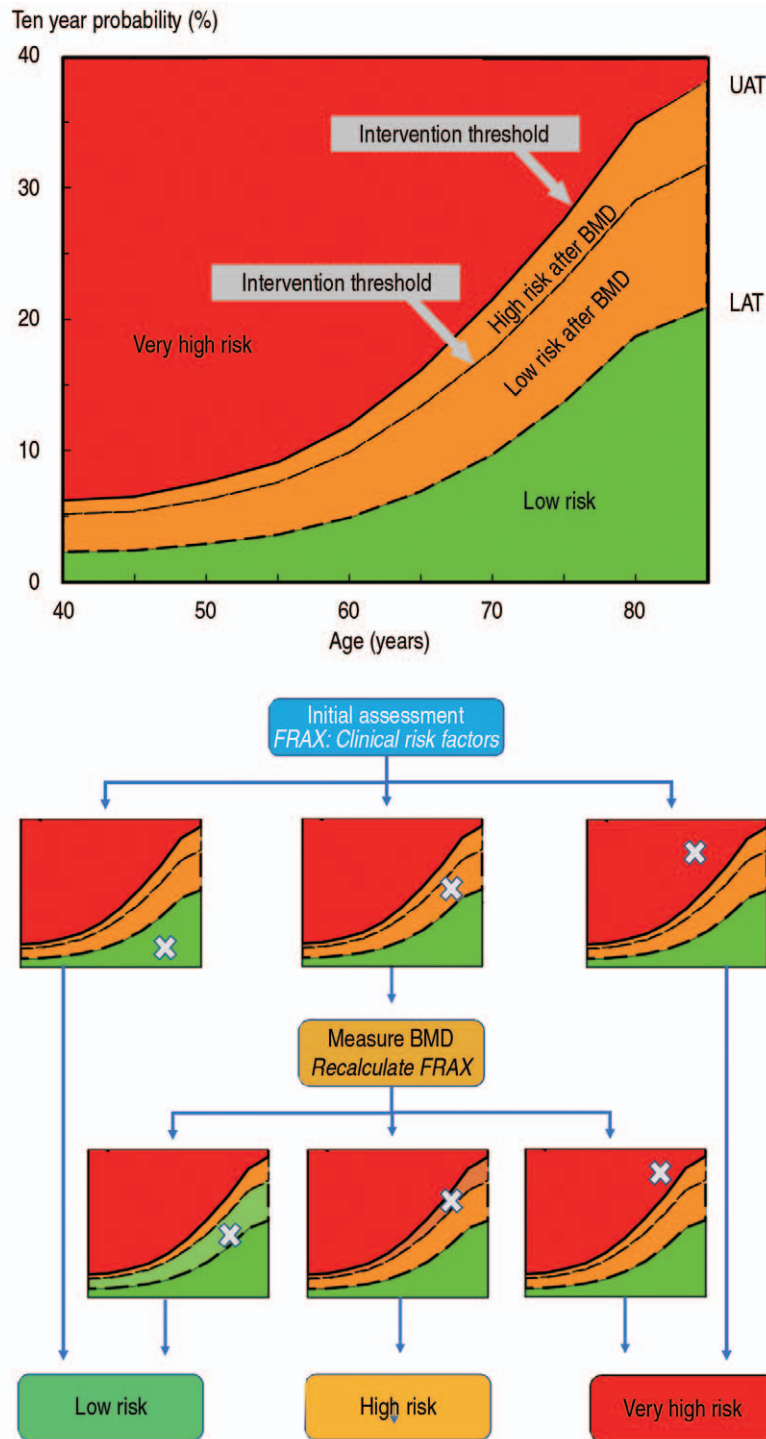 Ten year probability (%)
40
30
20
10
0
UAT
LAT
Intervention threshold
Intervention threshold
High risk after BMD
Low risk after BMD
Very high risk
Low risk
40
50
60
70
80
Age (years)
Initial assessment
FRAX: Clinical risk factors
Measure BMD
Recalculate FRAX
Low risk
High risk
Very high risk